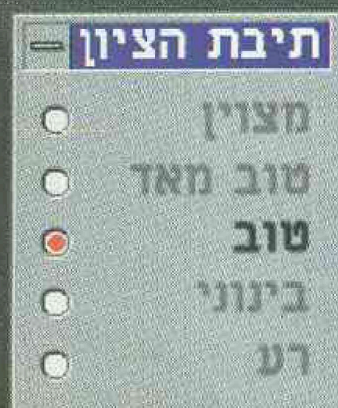 תיבת הציון
מצוין
טוב מאד
טוב
בינוני
רע